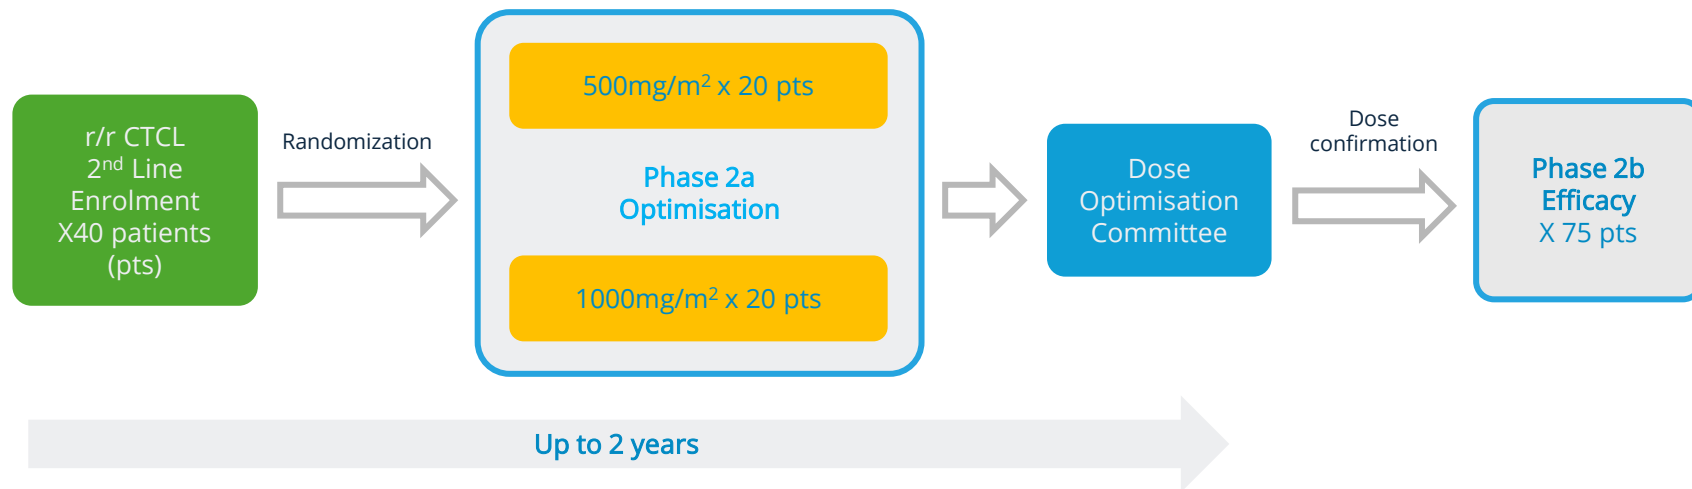 r/r CTCL
2nd Line
Enrolment
X40 patients
(pts)
Randomization
500mg/m² x 20 pts
Phase 2a
Optimisation
1000mg/m² x 20 pts
Dose
Optimisation
Committee
Dose
confirmation
Phase 2b
Efficacy
X 75 pts
Up to 2 years